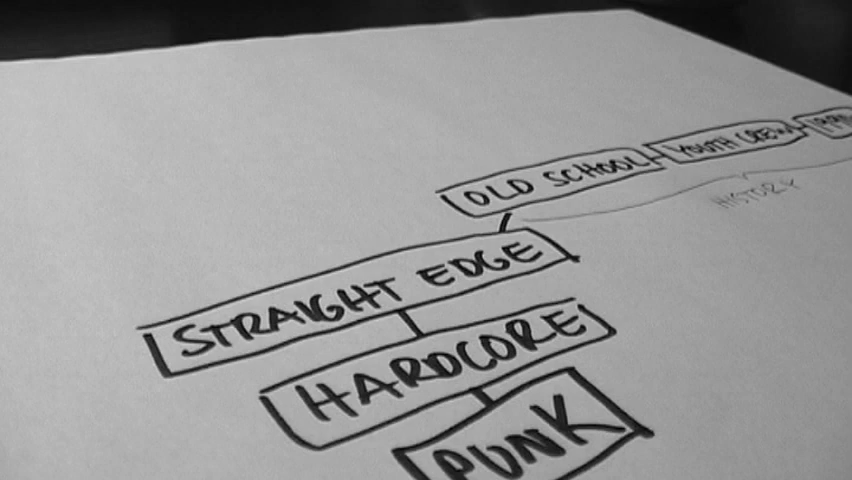 OLD SCHOOL YOUTH CREW
HISTORY
STRAIGHT EDGE
HARDCORE
PUNK